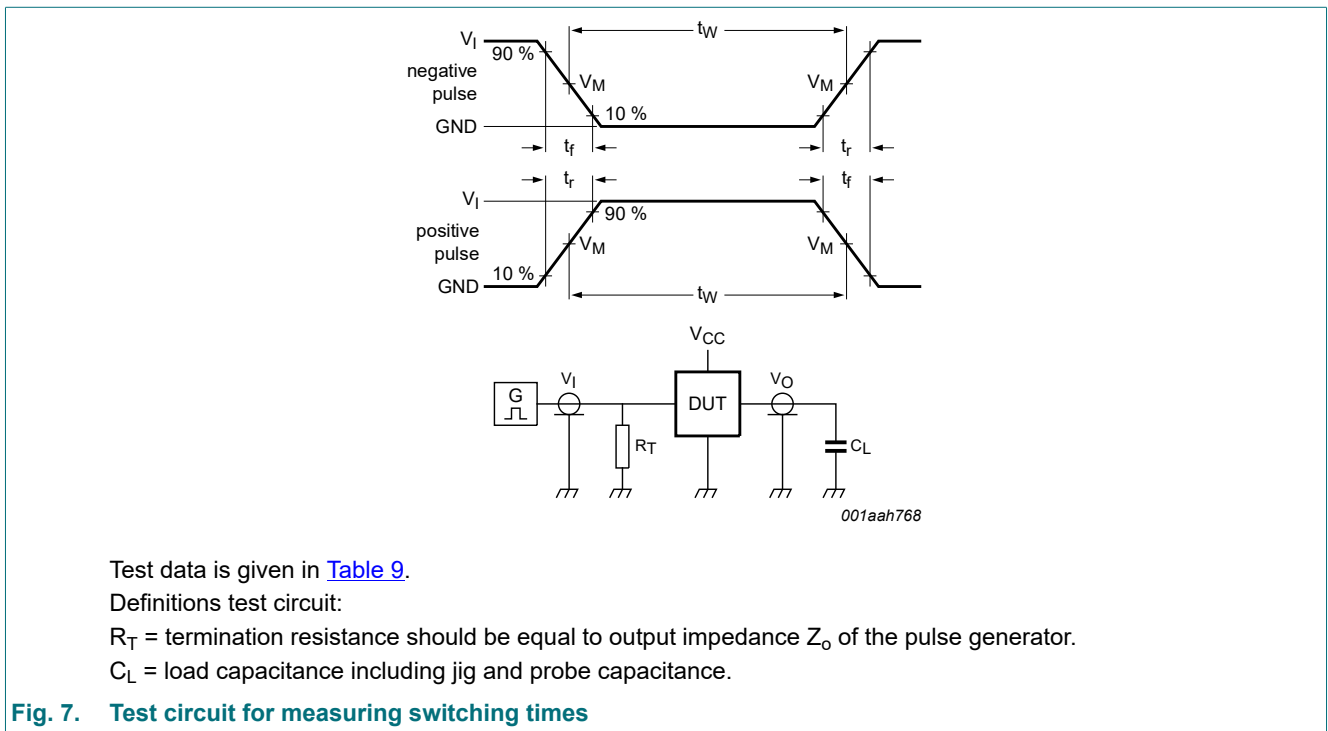 tW
VI
90 %
negative
pulse
VM
VM
10 %
GND
tf
tr
tr
tf
VI
90 %
positive
pulse
VM
VM
10 %
GND
tW
VCC
G
VI
DUT
VO
RT
CL
001aah768
Test data is given in Table 9.
Definitions test circuit:
RT = termination resistance should be equal to output impedance Zo of the pulse generator.
CL = load capacitance including jig and probe capacitance.
Fig. 7. Test circuit for measuring switching times